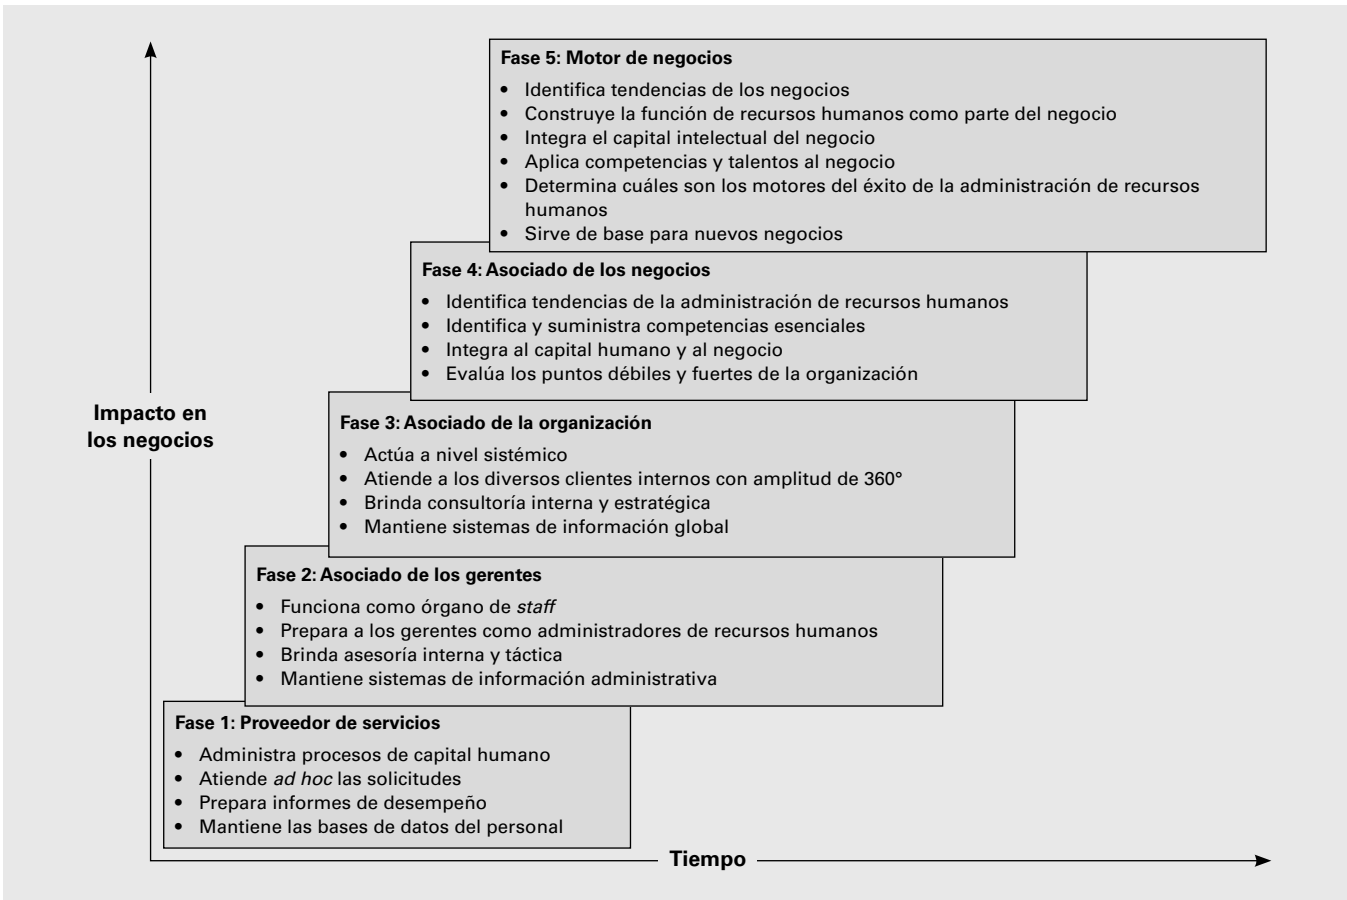 Fase 5: Motor de negocios
• Identifica tendencias de los negocios
• Construye la función de recursos humanos como parte del negocio
• Integra el capital intelectual del negocio
• Aplica competencias y talentos al negocio
• Determina cuáles son los motores del éxito de la administración de recursos
humanos
• Sirve de base para nuevos negocios
Fase 4: Asociado de los negocios
• Identifica tendencias de la administración de recursos humanos
• Identifica y suministra competencias esenciales
• Integra al capital humano y al negocio
• Evalúa los puntos débiles y fuertes de la organización
Impacto en
los negocios
Fase 3: Asociado de la organización
• Actúa a nivel sistémico
• Atiende a los diversos clientes internos con amplitud de 360°
• Brinda consultoría interna y estratégica
• Mantiene sistemas de información global
Fase 2: Asociado de los gerentes
• Funciona como órgano de staff
• Prepara a los gerentes como administradores de recursos humanos
• Brinda asesoría interna y táctica
• Mantiene sistemas de información administrativa
Fase 1: Proveedor de servicios
• Administra procesos de capital humano
• Atiende ad hoc las solicitudes
• Prepara informes de desempeño
• Mantiene las bases de datos del personal
Tiempo